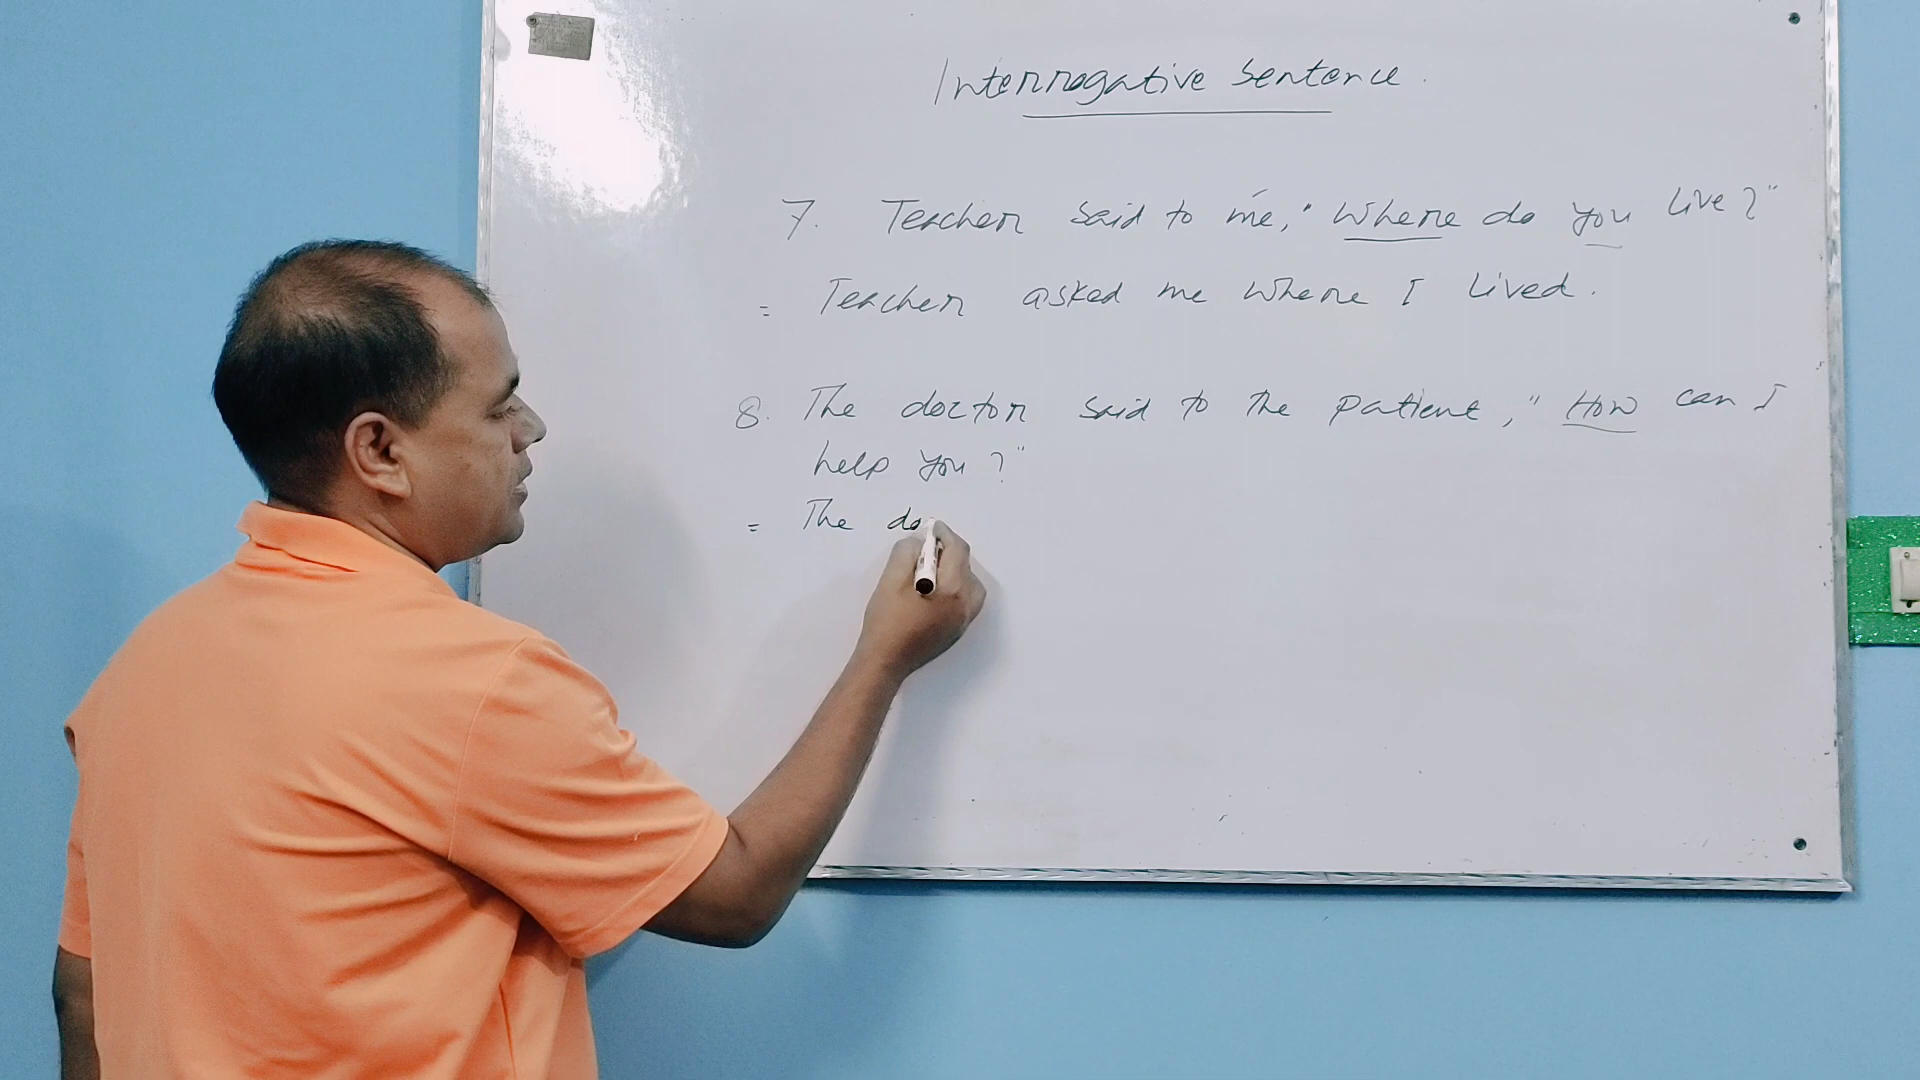 Interrogative Sentence.
7. Teacher said to me, "Where do you live?"
= Teacher asked me where I lived.
8. The doctor said to the patient, "How can I
help you?"
= The do